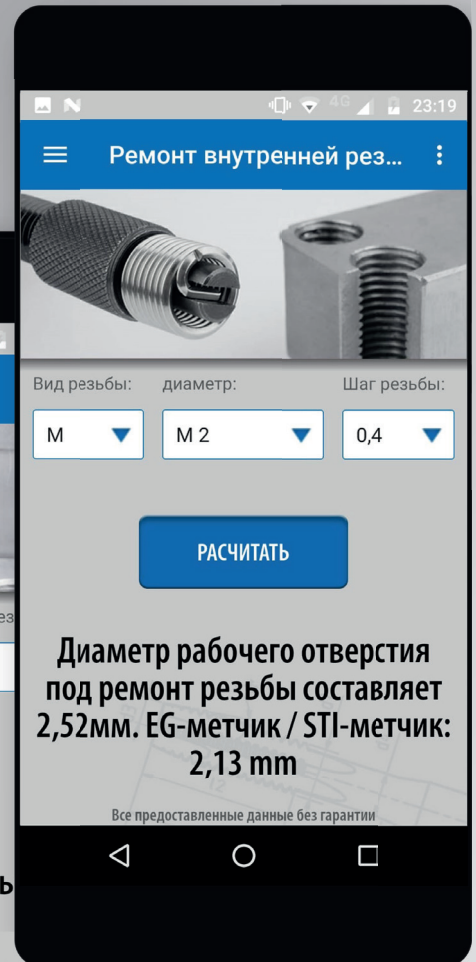 4G 23:19
Ремонт внутренней рез...
Вид резьбы: диаметр: Шаг резьбы:
M M 2 0,4
РАСЧИТАТЬ
Диаметр рабочего отверстия
под ремонт резьбы составляет
2,52мм. EG-метчик / STI-метчик:
2,13 mm
Все предоставленные данные без гарантии